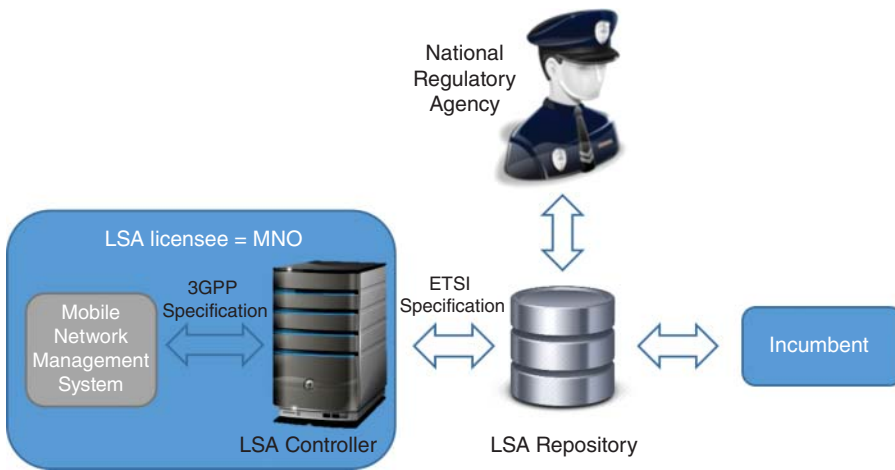 National
Regulatory
Agency
LSA licensee = MNO
3GPP
Specification
ETSI
Specification
Mobile
Network
Management
System
Incumbent
LSA Controller
LSA Repository